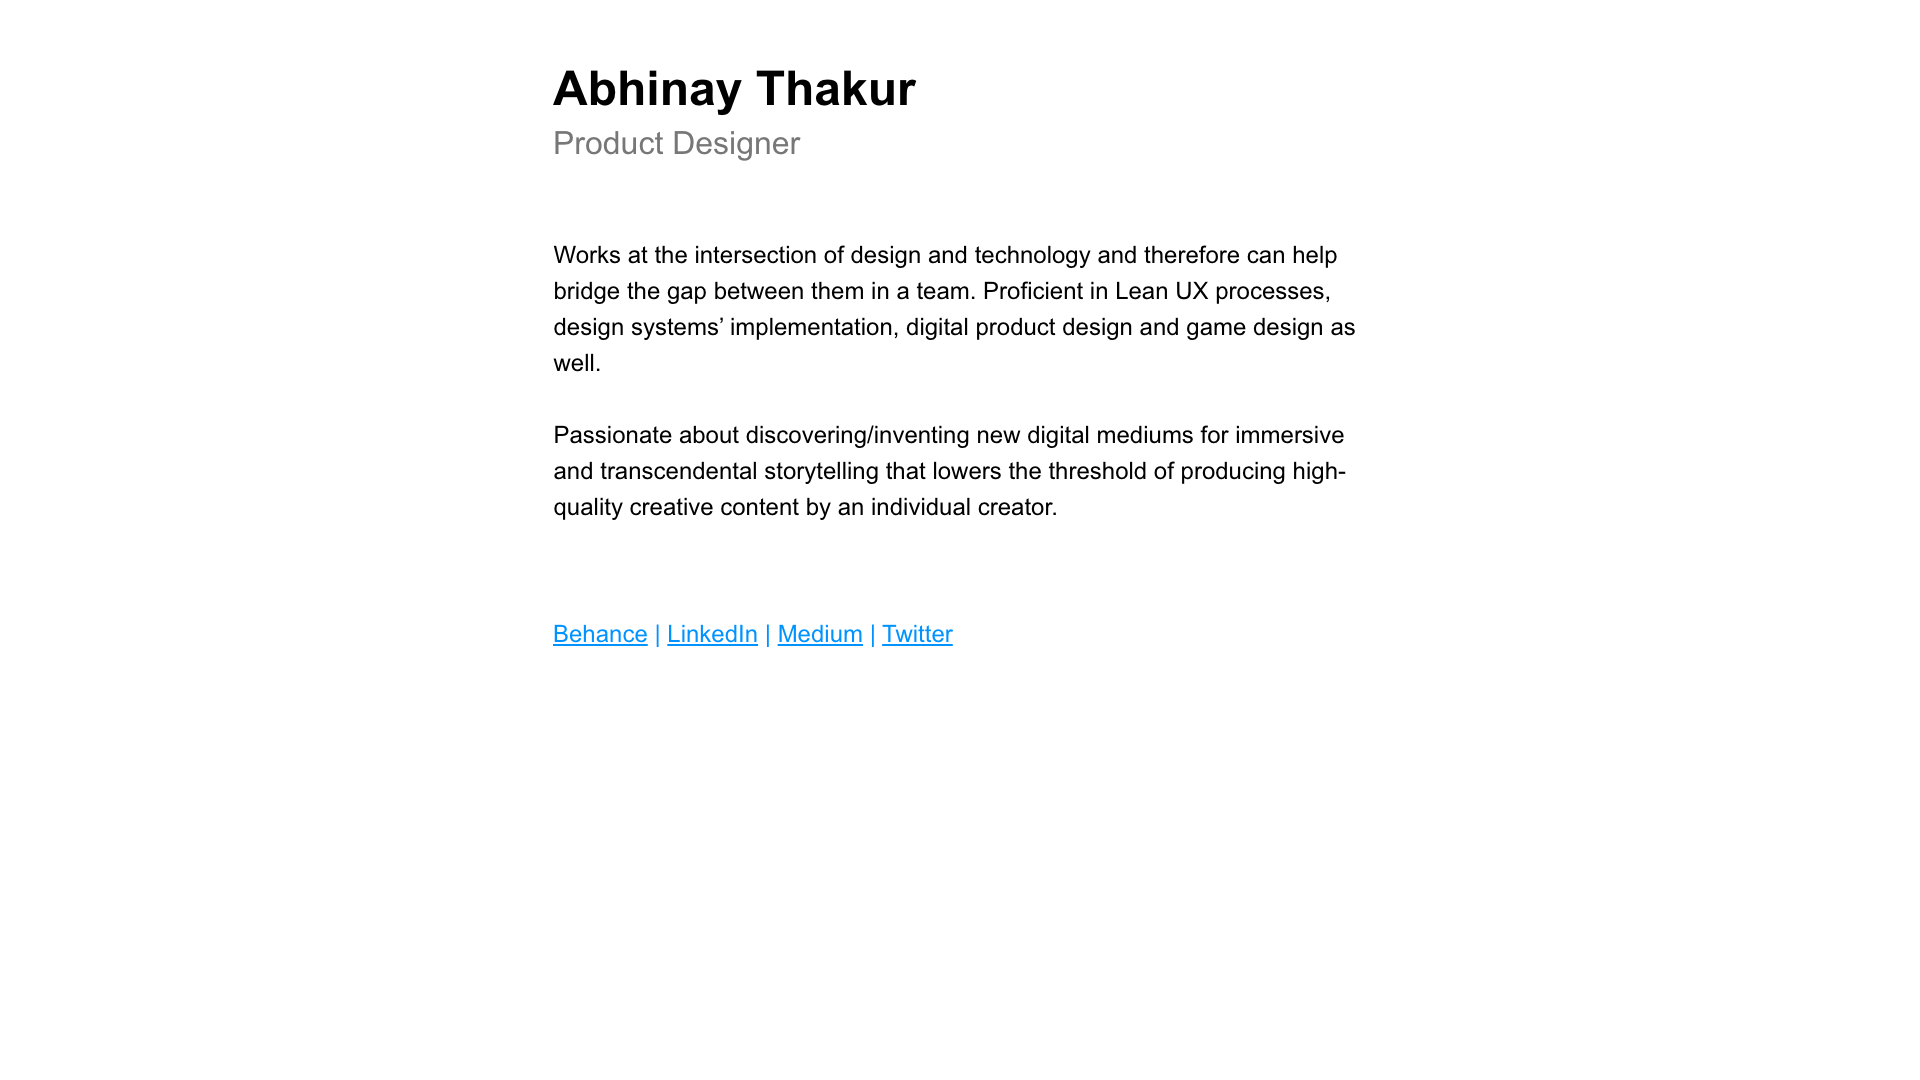 Abhinay Thakur
Product Designer
Works at the intersection of design and technology and therefore can help
bridge the gap between them in a team. Proficient in Lean UX processes,
design systems’ implementation, digital product design and game design as
well.
Passionate about discovering/inventing new digital mediums for immersive
and transcendental storytelling that lowers the threshold of producing high-
quality creative content by an individual creator.
Behance | LinkedIn | Medium | Twitter